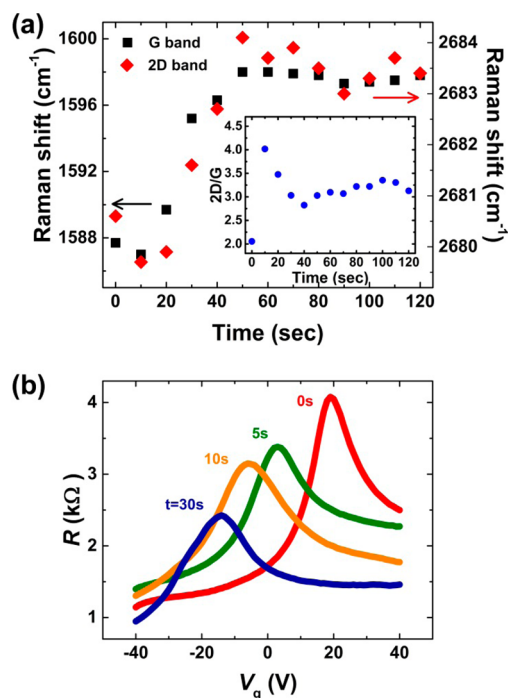 (a)
G band
2D band
Raman shift (cm-1)
1600
1596
1592
1588
2684
2683
2681
2680
Raman shift (cm-1)
2D/G
4.5
4.0
3.5
3.0
2.5
2.0
0 20 40 60 80 100 120
Time (sec)
0 20 40 60 80 100 120
Time (sec)
(b)
R (kΩ)
4
3
2
1
0s
5s
10s
t=30s
-40 -20 0 20 40
Vg (V)